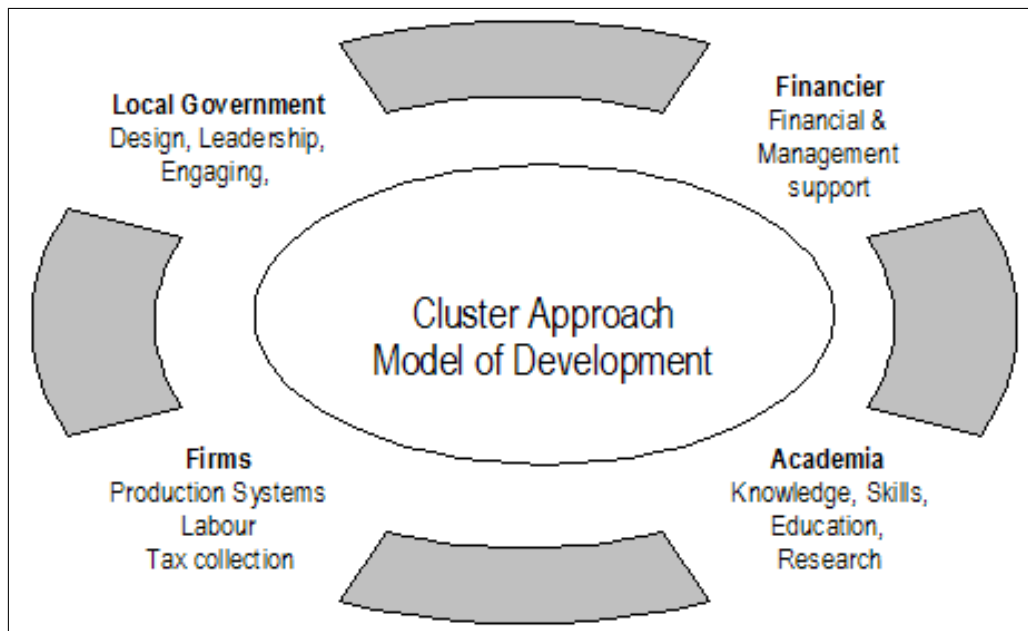 Local Government
Design, Leadership,
Engaging,
Financier
Financial &
Management
support
Cluster Approach
Model of Development
Firms
Production Systems
Labour
Tax collection
Academia
Knowledge, Skills,
Education,
Research